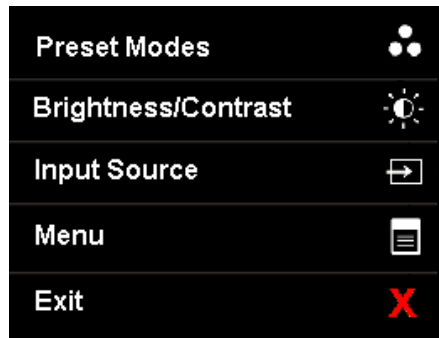 Preset Modes
Brightness/Contrast
Input Source
Menu
Exit